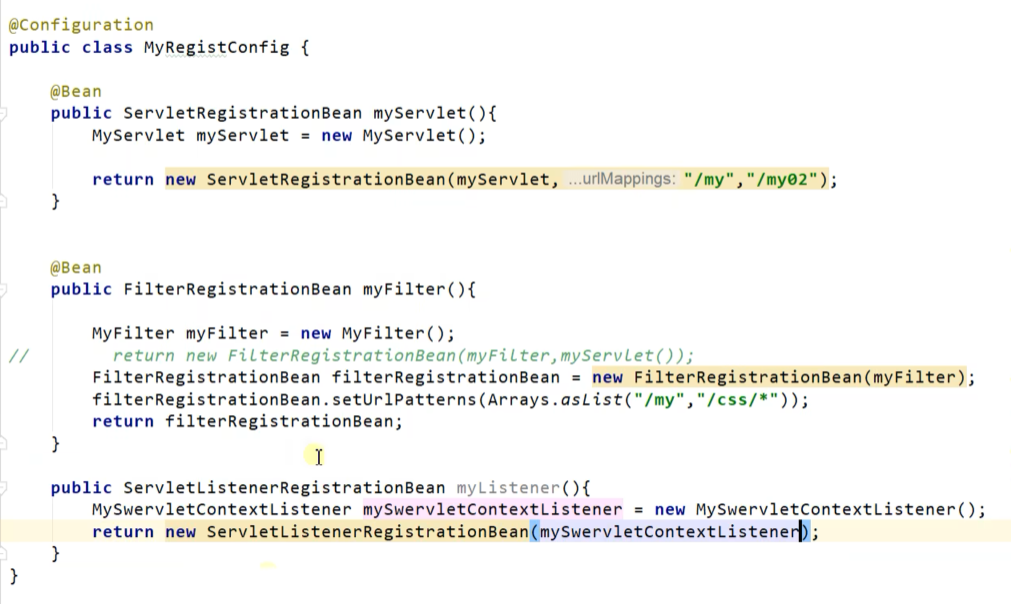 @Configuration
public class MyRegistConfig {
@Bean
public ServletRegistrationBean myServlet(){
MyServlet myServlet = new MyServlet();
return new ServletRegistrationBean(myServlet, ...urlMappings: "/my","/my02");
}
@Bean
public FilterRegistrationBean myFilter(){
MyFilter myFilter = new MyFilter();
// return new FilterRegistrationBean(myFilter,myServlet());
FilterRegistrationBean filterRegistrationBean = new FilterRegistrationBean(myFilter);
filterRegistrationBean.setUrlPatterns(Arrays.asList("/my","/css/*"));
return filterRegistrationBean;
}
public ServletListenerRegistrationBean myListener(){
MySwervletContextListener mySwervletContextListener = new MySwervletContextListener();
return new ServletListenerRegistrationBean(mySwervletContextListener);
}
}